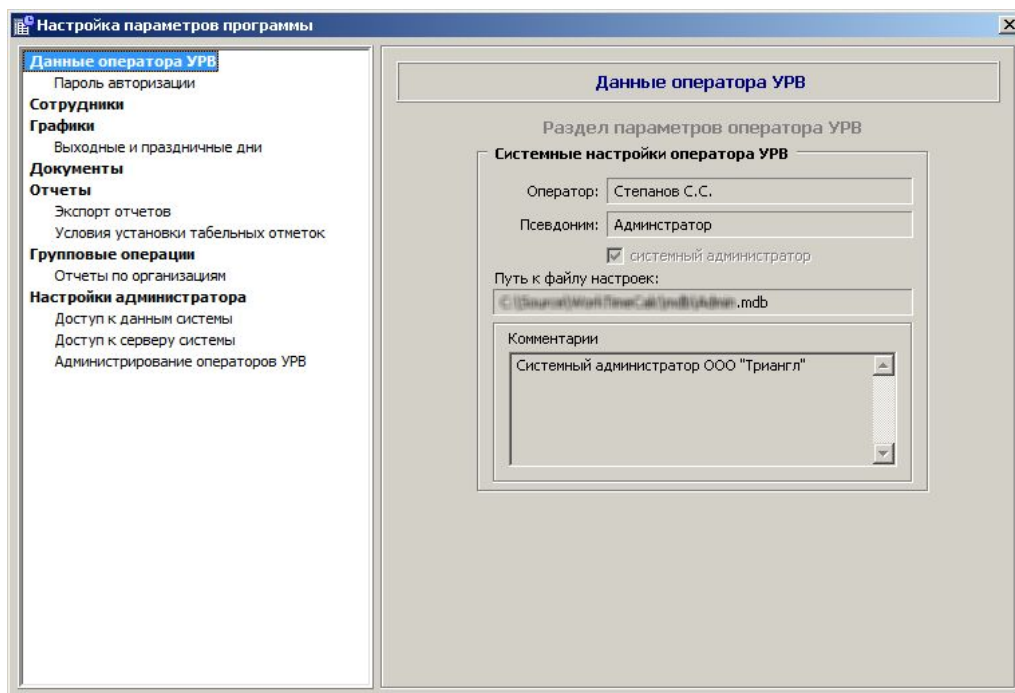 Настройка параметров программы
Данные оператора УРВ
Пароль авторизации
Сотрудники
Графики
Выходные и праздничные дни
Документы
Отчеты
Экспорт отчетов
Условия установки табельных отметок
Групповые операции
Отчеты по организациям
Настройки администратора
Доступ к данным системы
Доступ к серверу системы
Администрирование операторов УРВ
Данные оператора УРВ
Раздел параметров оператора УРВ
Системные настройки оператора УРВ
Оператор: Степанов С.С.
Псевдоним: Админстратор
системный администратор
Путь к файлу настроек:
.mdb
Комментарии
Системный администратор ООО "Триангл"